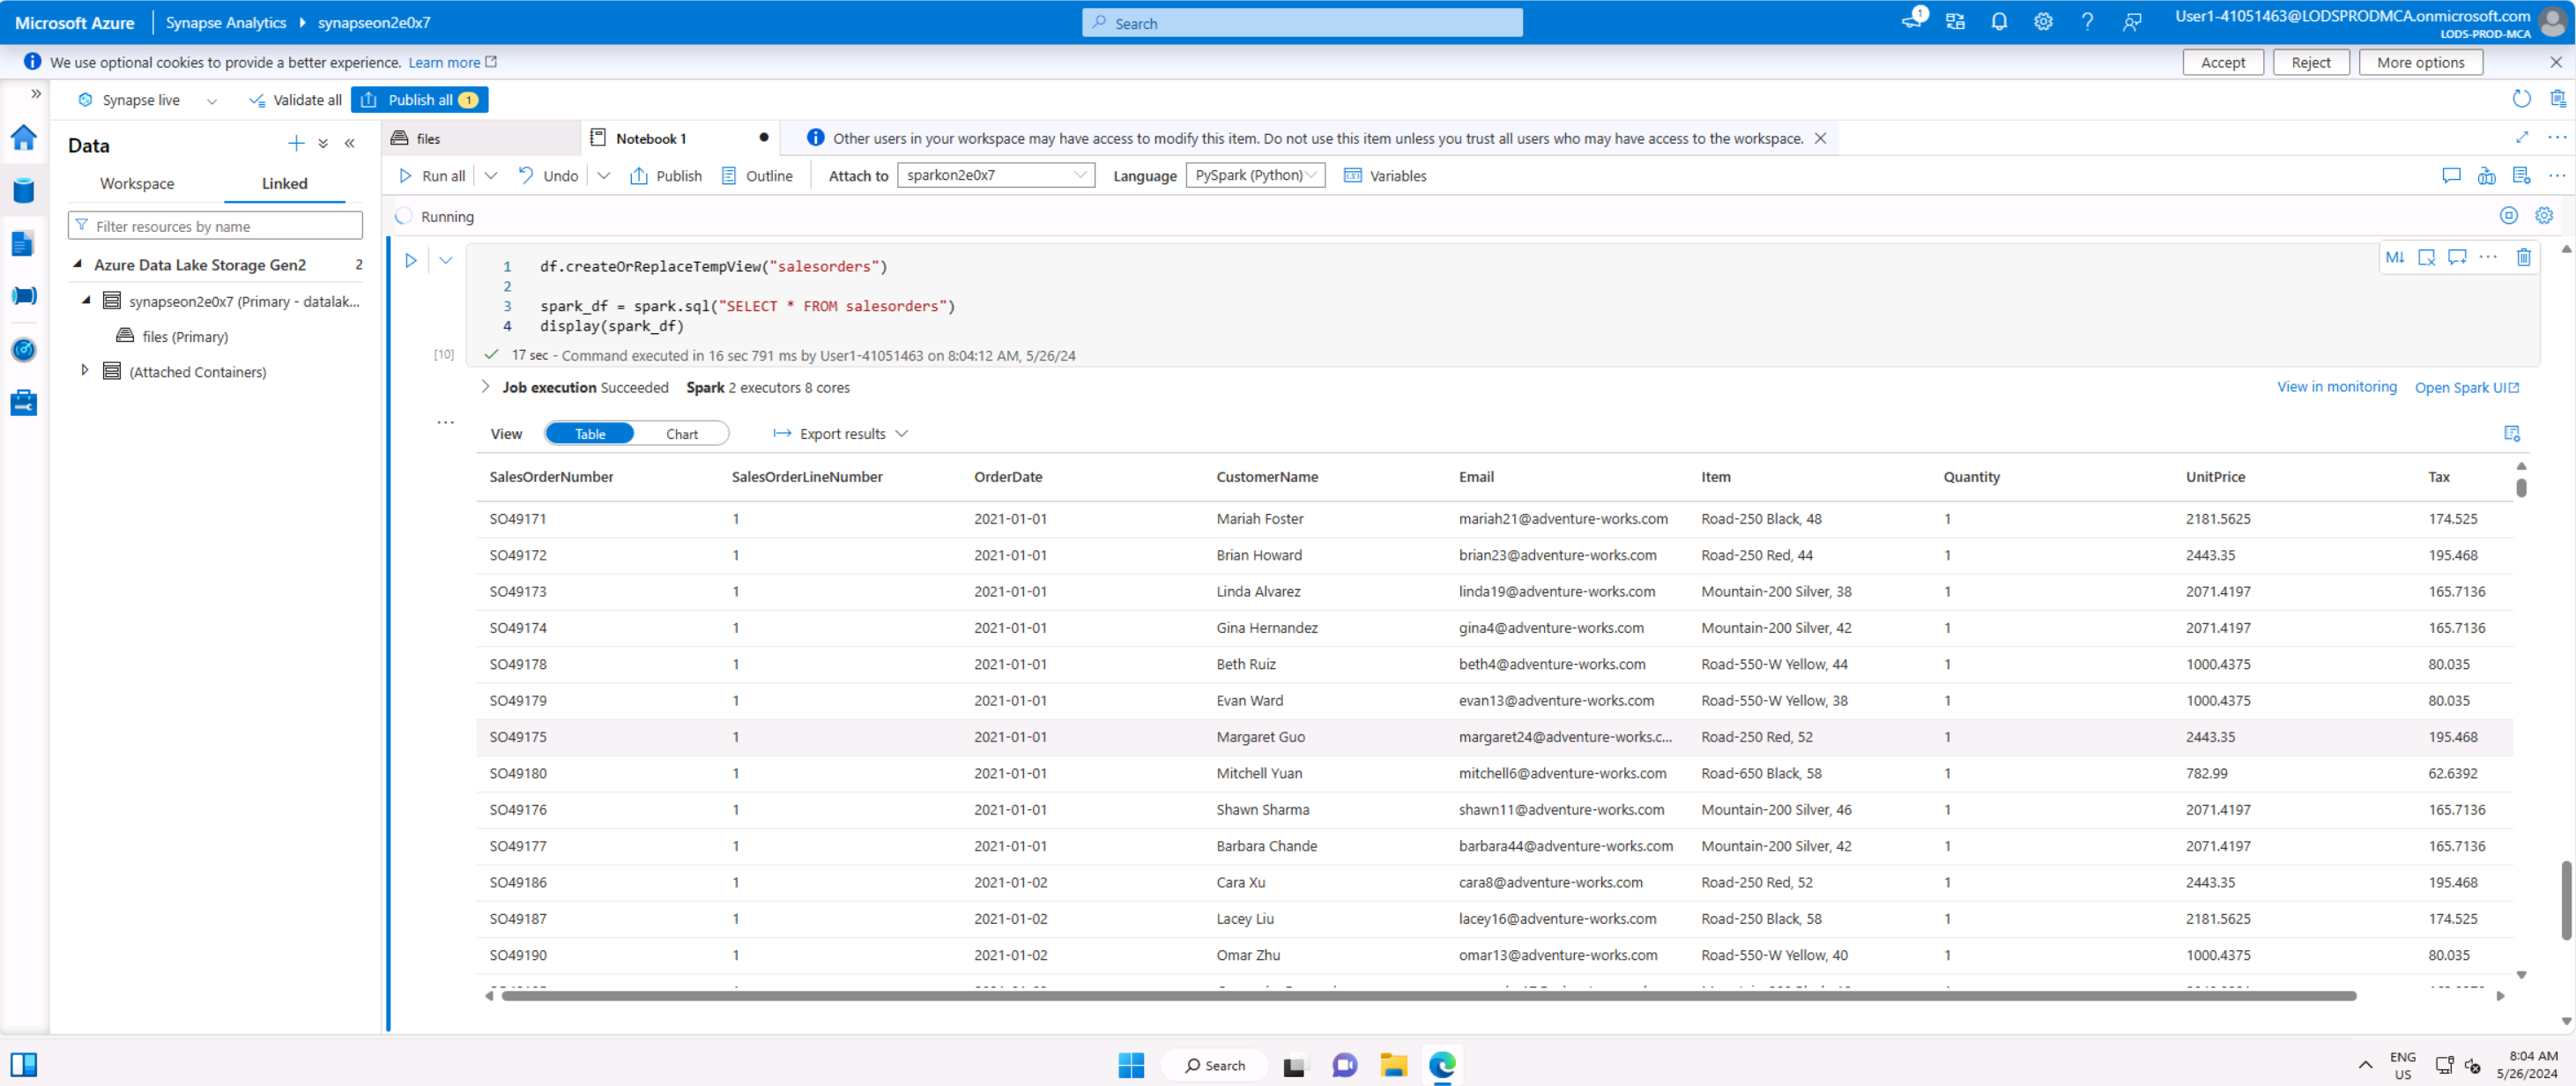 Microsoft Azure Synapse Analytics synapseon2e0x7 Search 1 User1-41051463@LODSPRODMCA.onmicrosoft.com
LODS-PROD-MCA
We use optional cookies to provide a better experience. Learn more Accept Reject More options
Synapse live Validate all Publish all 1
Data
files Notebook 1 Other users in your workspace may have access to modify this item. Do not use this item unless you trust all users who may have access to the workspace.
Workspace Linked
Run all Undo Publish Outline Attach to sparkon2e0x7 Language PySpark (Python) Variables
Filter resources by name
Running
Azure Data Lake Storage Gen2 2
synapseon2e0x7 (Primary - datalak...
files (Primary)
(Attached Containers)
1 df.createOrReplaceTempView("salesorders")
2
3 spark_df = spark.sql("SELECT * FROM salesorders")
4 display(spark_df)
[10] 17 sec - Command executed in 16 sec 791 ms by User1-41051463 on 8:04:12 AM, 5/26/24
Job execution Succeeded Spark 2 executors 8 cores View in monitoring Open Spark UI
View Table Chart Export results
SalesOrderNumber SalesOrderLineNumber OrderDate CustomerName Email Item Quantity UnitPrice Tax
SO49171 1 2021-01-01 Mariah Foster mariah21@adventure-works.com Road-250 Black, 48 1 2181.5625 174.525
SO49172 1 2021-01-01 Brian Howard brian23@adventure-works.com Road-250 Red, 44 1 2443.35 195.468
SO49173 1 2021-01-01 Linda Alvarez linda19@adventure-works.com Mountain-200 Silver, 38 1 2071.4197 165.7136
SO49174 1 2021-01-01 Gina Hernandez gina4@adventure-works.com Mountain-200 Silver, 42 1 2071.4197 165.7136
SO49178 1 2021-01-01 Beth Ruiz beth4@adventure-works.com Road-550-W Yellow, 44 1 1000.4375 80.035
SO49179 1 2021-01-01 Evan Ward evan13@adventure-works.com Road-550-W Yellow, 38 1 1000.4375 80.035
SO49175 1 2021-01-01 Margaret Guo margaret24@adventure-works.c... Road-250 Red, 52 1 2443.35 195.468
SO49180 1 2021-01-01 Mitchell Yuan mitchell6@adventure-works.com Road-650 Black, 58 1 782.99 62.6392
SO49176 1 2021-01-01 Shawn Sharma shawn11@adventure-works.com Mountain-200 Silver, 46 1 2071.4197 165.7136
SO49177 1 2021-01-01 Barbara Chande barbara44@adventure-works.com Mountain-200 Silver, 42 1 2071.4197 165.7136
SO49186 1 2021-01-02 Cara Xu cara8@adventure-works.com Road-250 Red, 52 1 2443.35 195.468
SO49187 1 2021-01-02 Lacey Liu lacey16@adventure-works.com Road-250 Black, 58 1 2181.5625 174.525
SO49190 1 2021-01-02 Omar Zhu omar13@adventure-works.com Road-550-W Yellow, 40 1 1000.4375 80.035
Search ENG
US 8:04 AM
5/26/2024